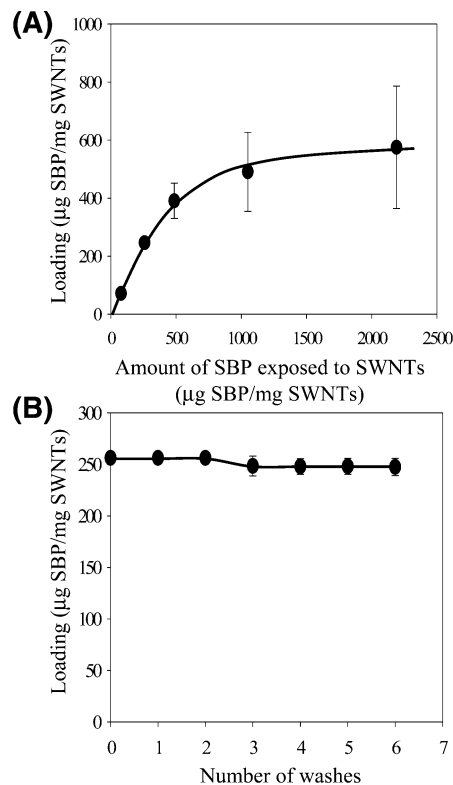 (A)
1000
800
600
400
200
0
Loading (µg SBP/mg SWNTs)
0 500 1000 1500 2000 2500
Amount of SBP exposed to SWNTs
(µg SBP/mg SWNTs)
(B)
300
250
200
150
100
50
0
Loading (µg SBP/mg SWNTs)
0 1 2 3 4 5 6 7
Number of washes